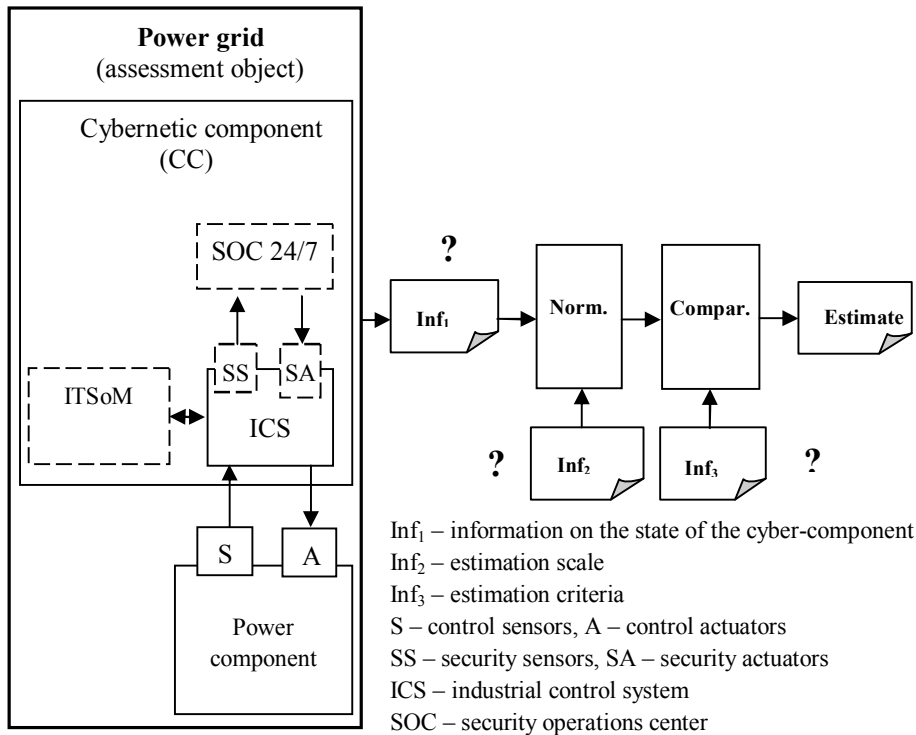 Power grid
(assessment object)
Cybernetic component
(CC)
SOC 24/7
SS
SA
ITSoM
ICS
S
A
Power
component
?
Inf₁
Norm.
Compar.
Estimate
?
Inf₂
Inf₃
?
Inf₁ – information on the state of the cyber-component
Inf₂ – estimation scale
Inf₃ – estimation criteria
S – control sensors, A – control actuators
SS – security sensors, SA – security actuators
ICS – industrial control system
SOC – security operations center